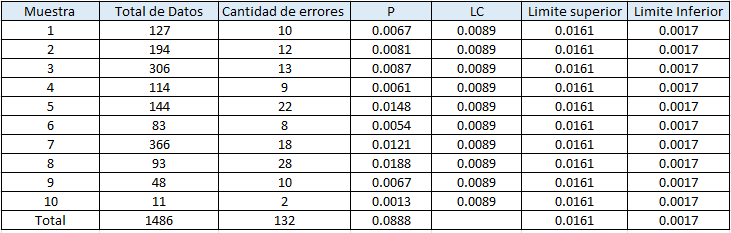 Muestra Total de Datos Cantidad de errores P LC Limite superior Limite Inferior
1 127 10 0.0067 0.0089 0.0161 0.0017
2 194 12 0.0081 0.0089 0.0161 0.0017
3 306 13 0.0087 0.0089 0.0161 0.0017
4 114 9 0.0061 0.0089 0.0161 0.0017
5 144 22 0.0148 0.0089 0.0161 0.0017
6 83 8 0.0054 0.0089 0.0161 0.0017
7 366 18 0.0121 0.0089 0.0161 0.0017
8 93 28 0.0188 0.0089 0.0161 0.0017
9 48 10 0.0067 0.0089 0.0161 0.0017
10 11 2 0.0013 0.0089 0.0161 0.0017
Total 1486 132 0.0888 0.0161 0.0017